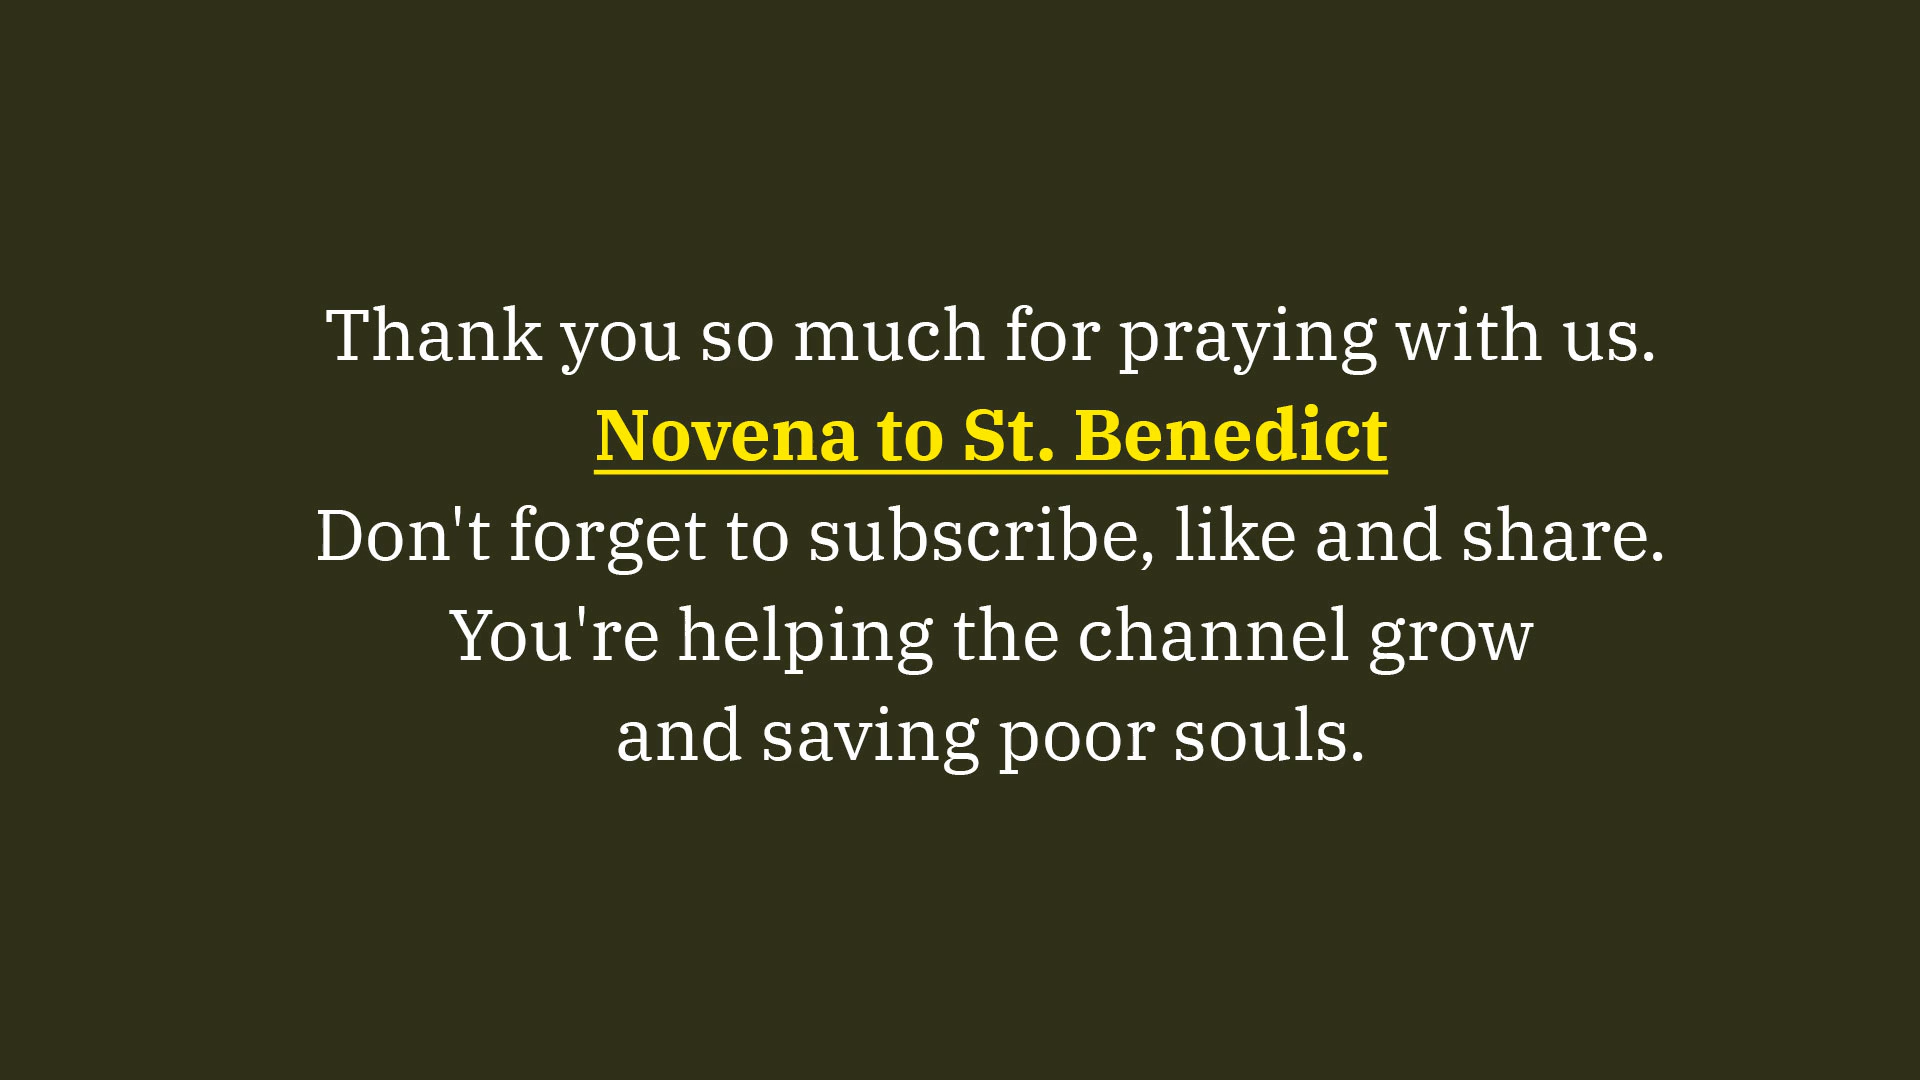 Thank you so much for praying with us.
Novena to St. Benedict
Don't forget to subscribe, like and share.
You're helping the channel grow
and saving poor souls.